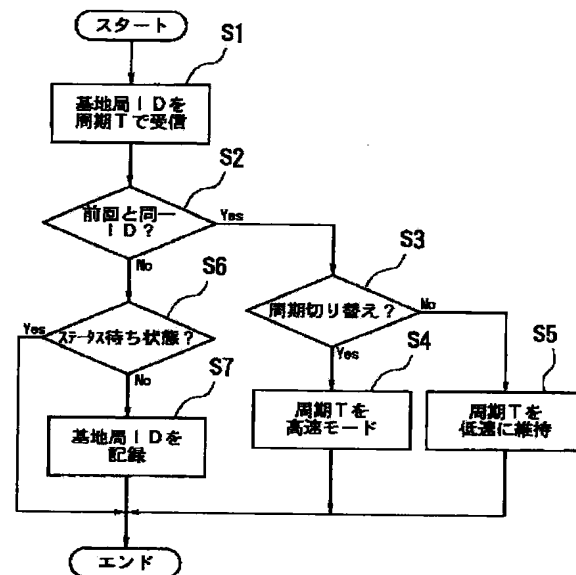 スタート
S1
基地局IDを
周期Tで受信
S2
前回と同一
ID?
Yes
No
S3
周期切り替え?
No
Yes
S6
ステータス待ち状態?
Yes
No
S4
周期Tを
高速モード
S5
周期Tを
低速に維持
S7
基地局IDを
記録
エンド